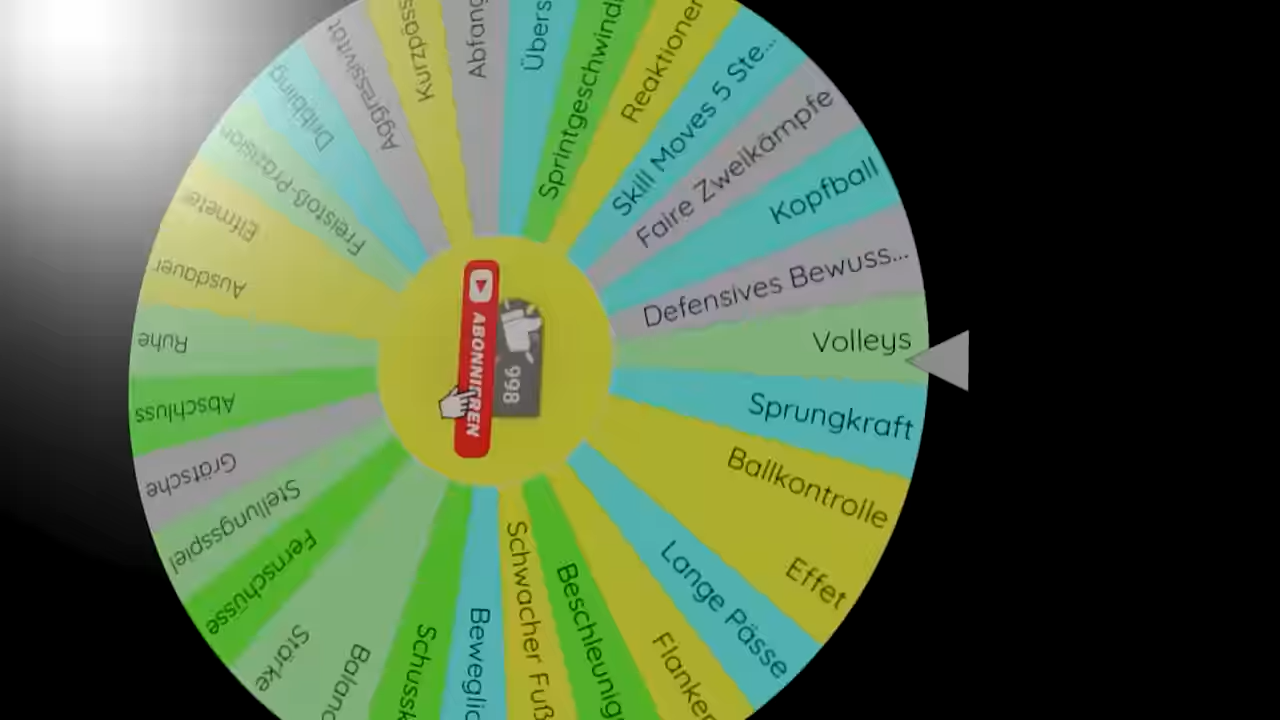 Abfang
Übers
Sprintgeschwindi
Reaktionen
Skill Moves 5 Ste...
Faire Zweikämpfe
Kopfball
Defensives Bewuss...
Volleys
Sprungkraft
Ballkontrolle
Effet
Lange Pässe
Flanken
Beschleunig
Schwacher Fuß
Beweglic
Schussk
Balanc
Stärke
Fernschüsse
Stellungsspiel
Grätsche
Abschluss
Ruhe
Ausdauer
Elfmeter
Freistoß-Präzision
Dribbling
Aggressivität
Kurzpäss
ABONNIEREN
998